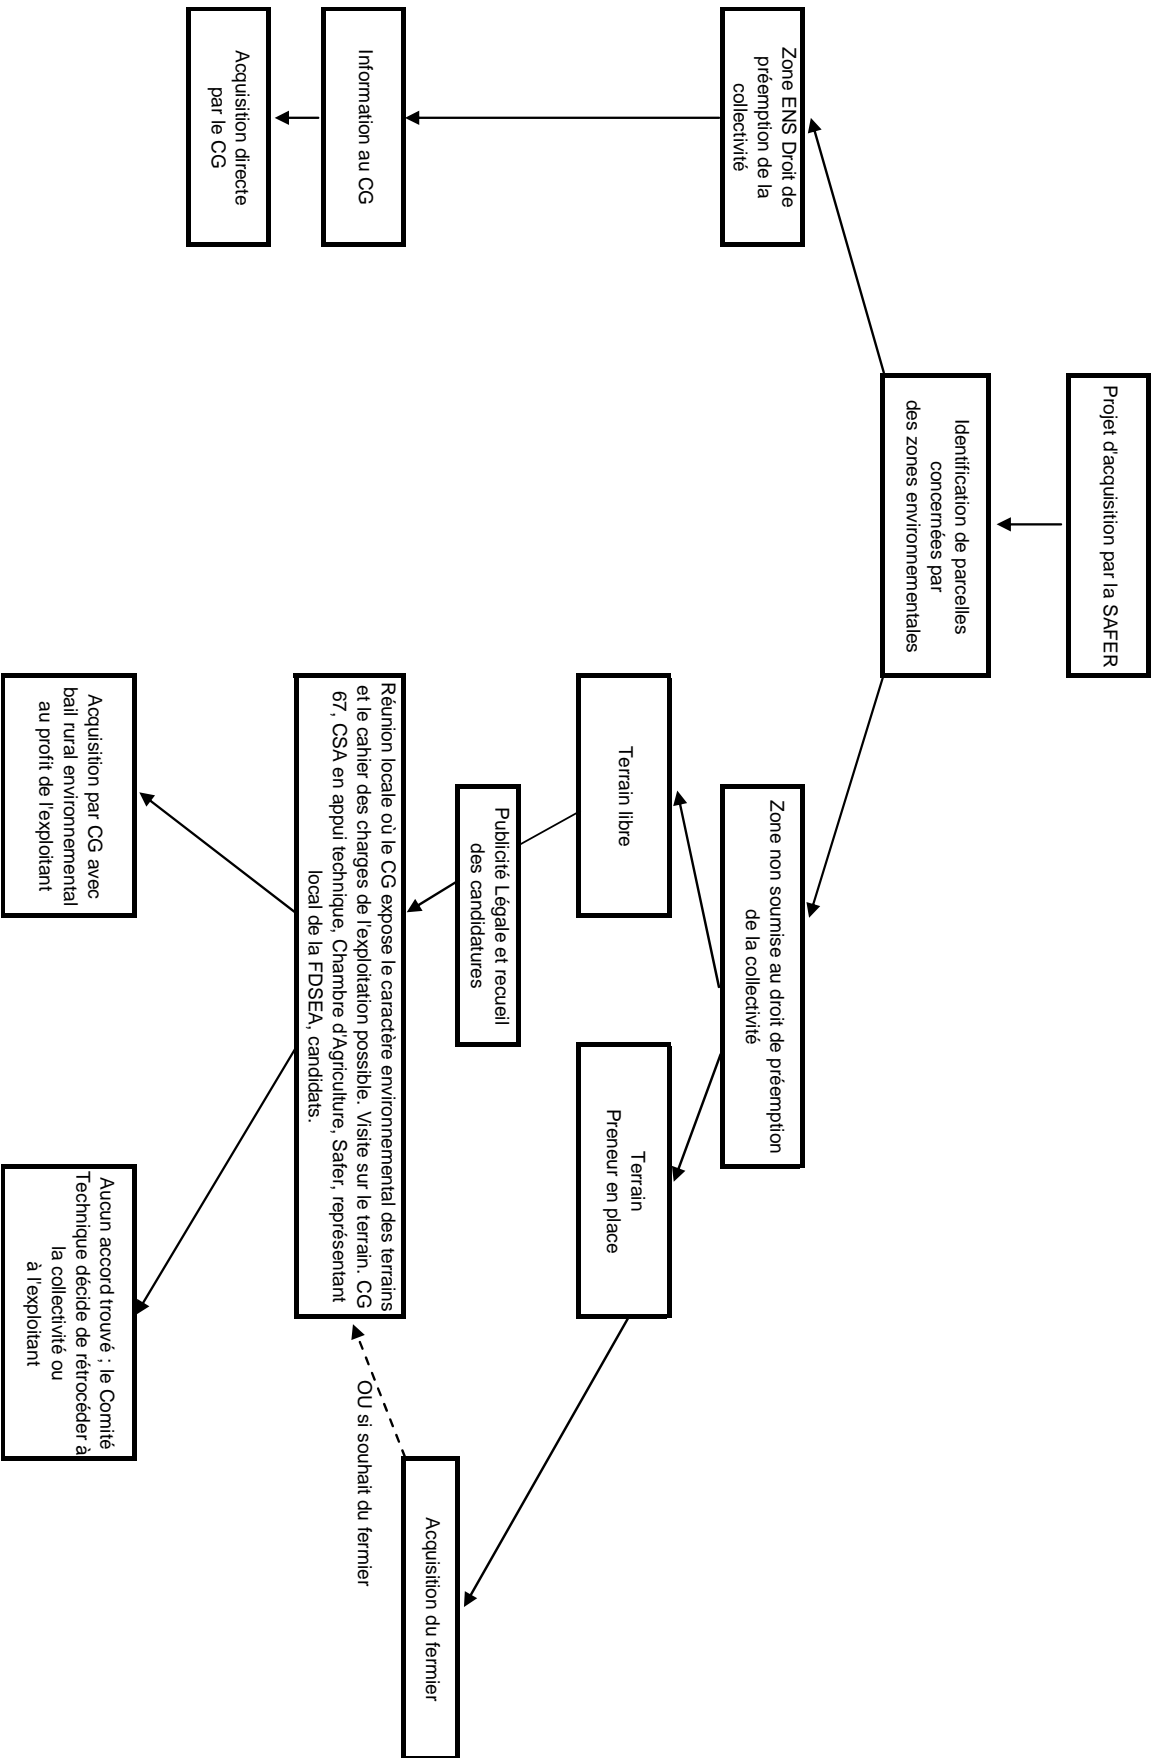 Projet d'acquisition par la SAFER
Identification de parcelles
concernées par
des zones environnementales
Zone ENS Droit de
préemption de la
collectivité
Zone non soumise au droit de préemption
de la collectivité
Terrain libre
Terrain
Preneur en place
Publicité Légale et recueil
des candidatures
Information au CG
Acquisition directe
par le CG
Acquisition du fermier
OU si souhait du fermier
Réunion locale où le CG expose le caractère environnemental des terrains
et le cahier des charges de l'exploitation possible. Visite sur le terrain. CG
67, CSA en appui technique, Chambre d'Agriculture, Safer, représentant
local de la FDSEA, candidats.
Acquisition par CG avec
bail rural environnemental
au profit de l'exploitant
Aucun accord trouvé ; le Comité
Technique décide de rétrocéder à
la collectivité ou
à l'exploitant